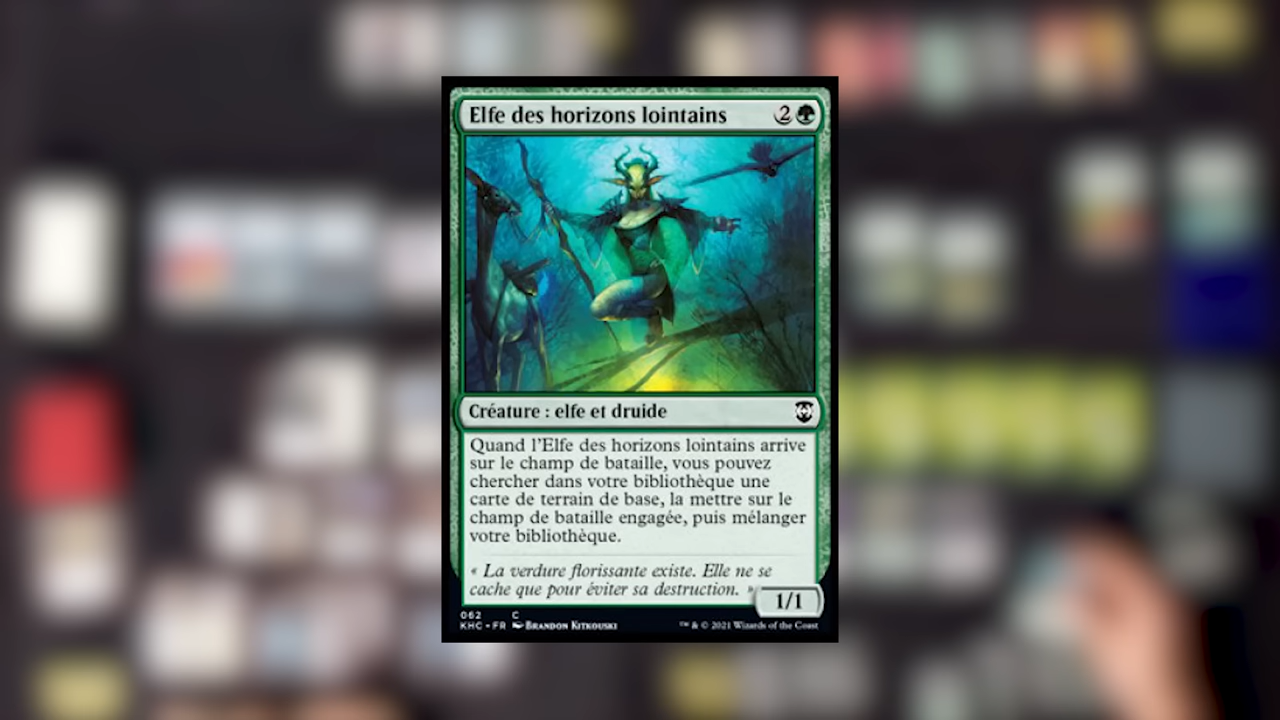 Elfe des horizons lointains 2
Créature : elfe et druide
Quand l'Elfe des horizons lointains arrive
sur le champ de bataille, vous pouvez
chercher dans votre bibliothèque une
carte de terrain de base, la mettre sur le
champ de bataille engagée, puis mélanger
votre bibliothèque.
« La verdure florissante existe. Elle ne se
cache que pour éviter sa destruction. »
1/1
062 C
KHC • FR Brandon Kitkouski ™ & © 2021 Wizards of the Coast